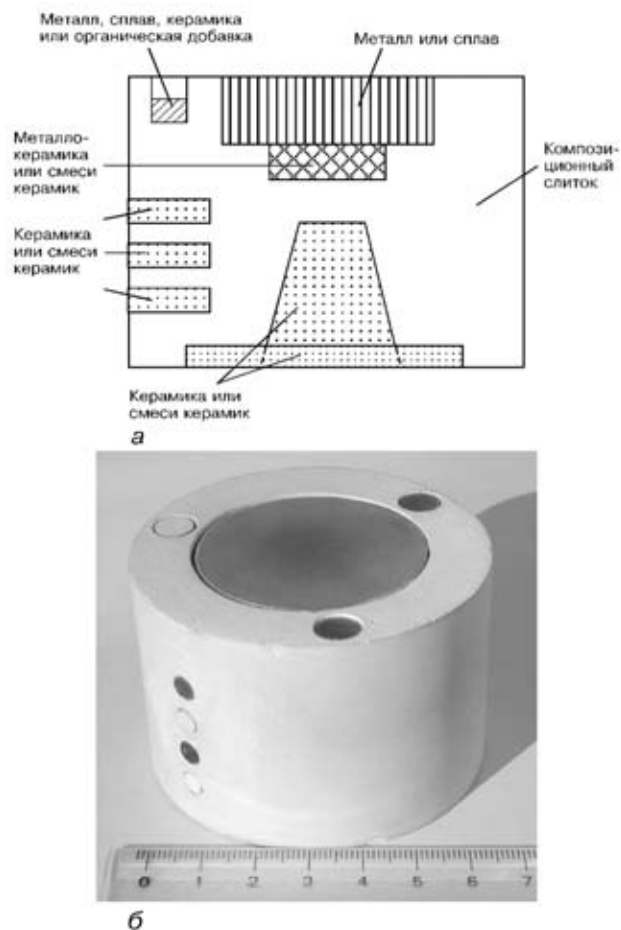 Металл, сплав, керамика
или органическая добавка
Металл или сплав
Металло-
керамика
или смеси
керамик
Компози-
ционный
слиток
Керамика
или смеси
керамик
Керамика или
смеси керамик
а
0 1 2 3 4 5 6 7
б